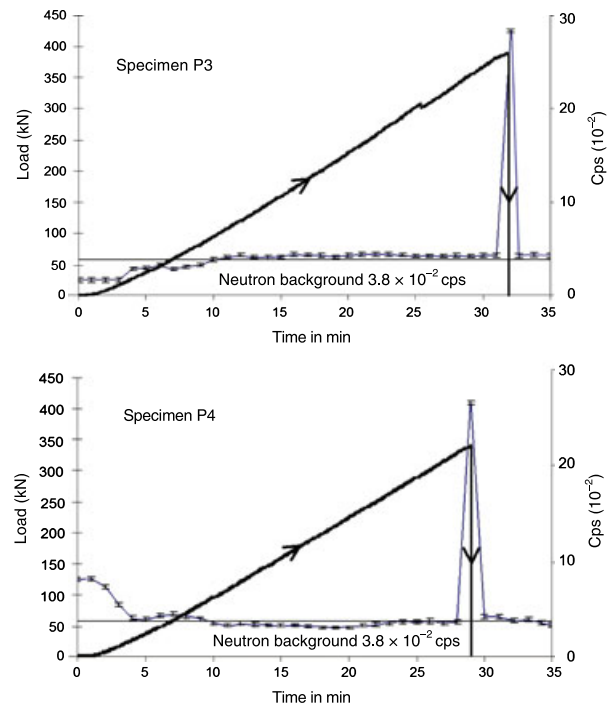 450
400
350
300
250
200
150
100
50
0
Load (kN)
Specimen P3
30
20
10
0
Cps (10⁻²)
Neutron background 3.8 × 10⁻² cps
0 5 10 15 20 25 30 35
Time in min
450
400
350
300
250
200
150
100
50
0
Load (kN)
Specimen P4
30
20
10
0
Cps (10⁻²)
Neutron background 3.8 × 10⁻² cps
0 5 10 15 20 25 30 35
Time in min